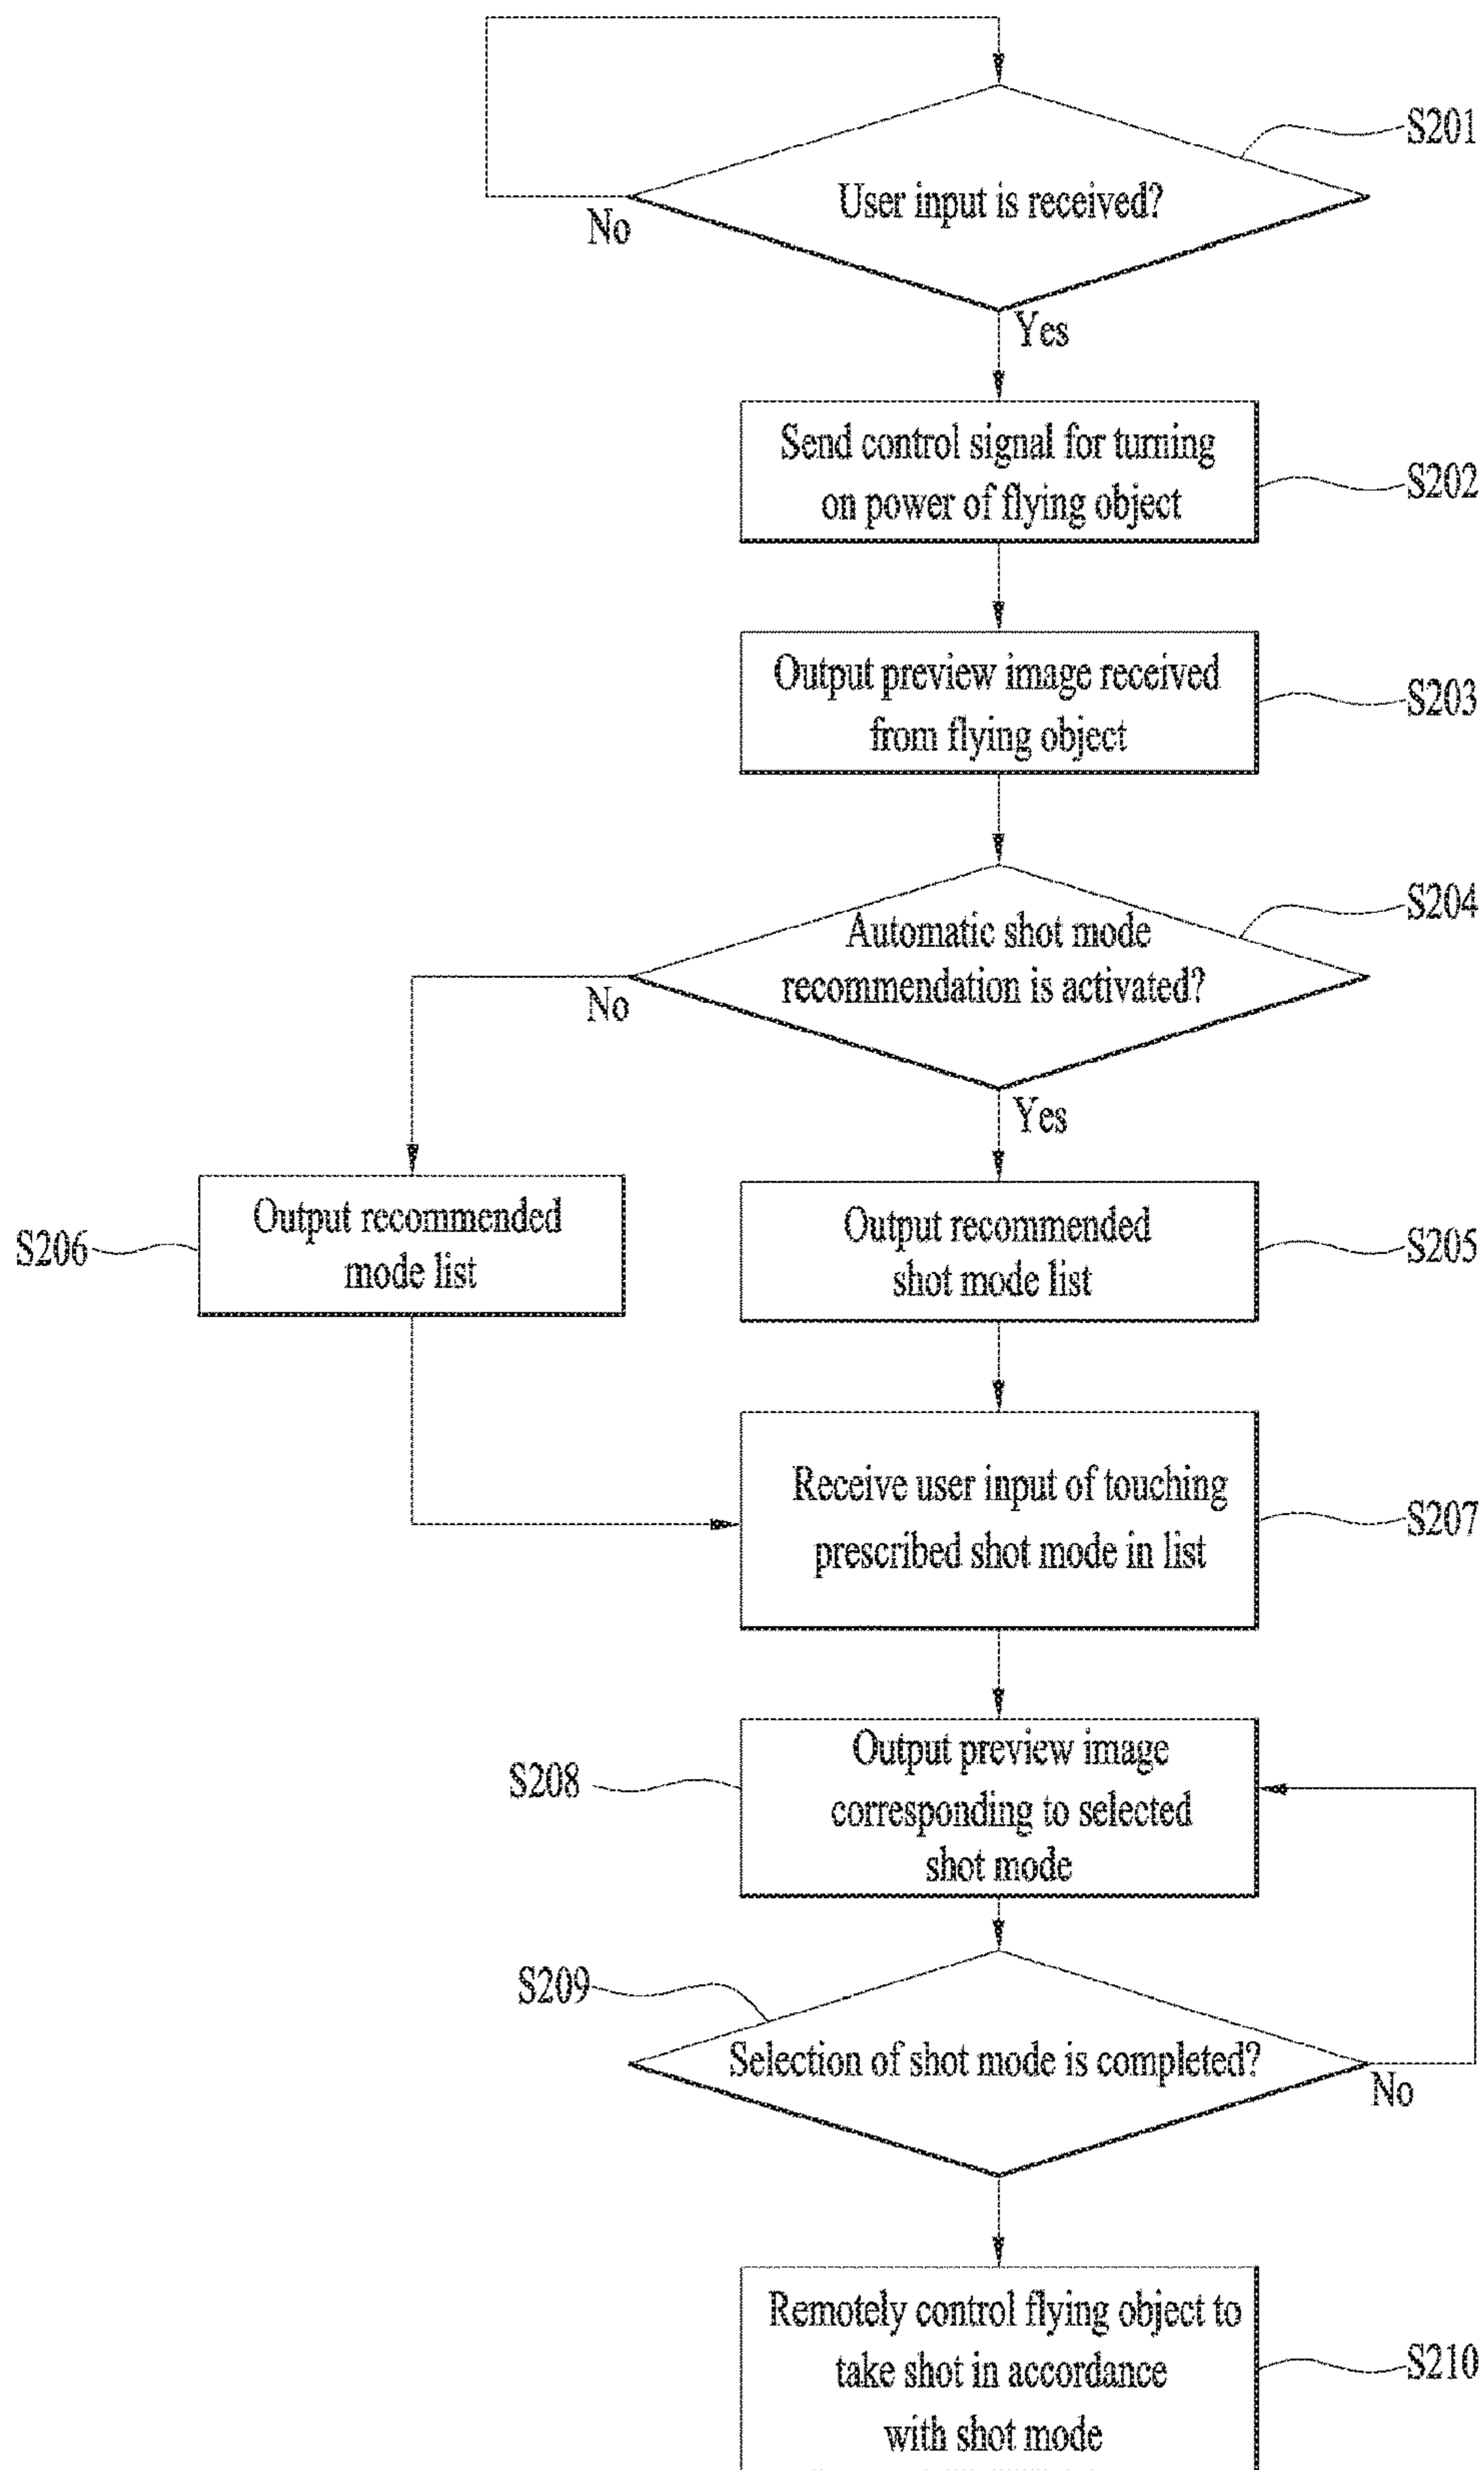 S201
User input is received?
No
Yes
Send control signal for turning
on power of flying object
S202
Output preview image received
from flying object
S203
S204
Automatic shot mode
recommendation is activated?
No
Yes
S206
Output recommended
mode list
Output recommended
shot mode list
S205
Receive user input of touching
prescribed shot mode in list
S207
S208
Output preview image
corresponding to selected
shot mode
S209
Selection of shot mode is completed?
No
Remotely control flying object to
take shot in accordance
with shot mode
S210